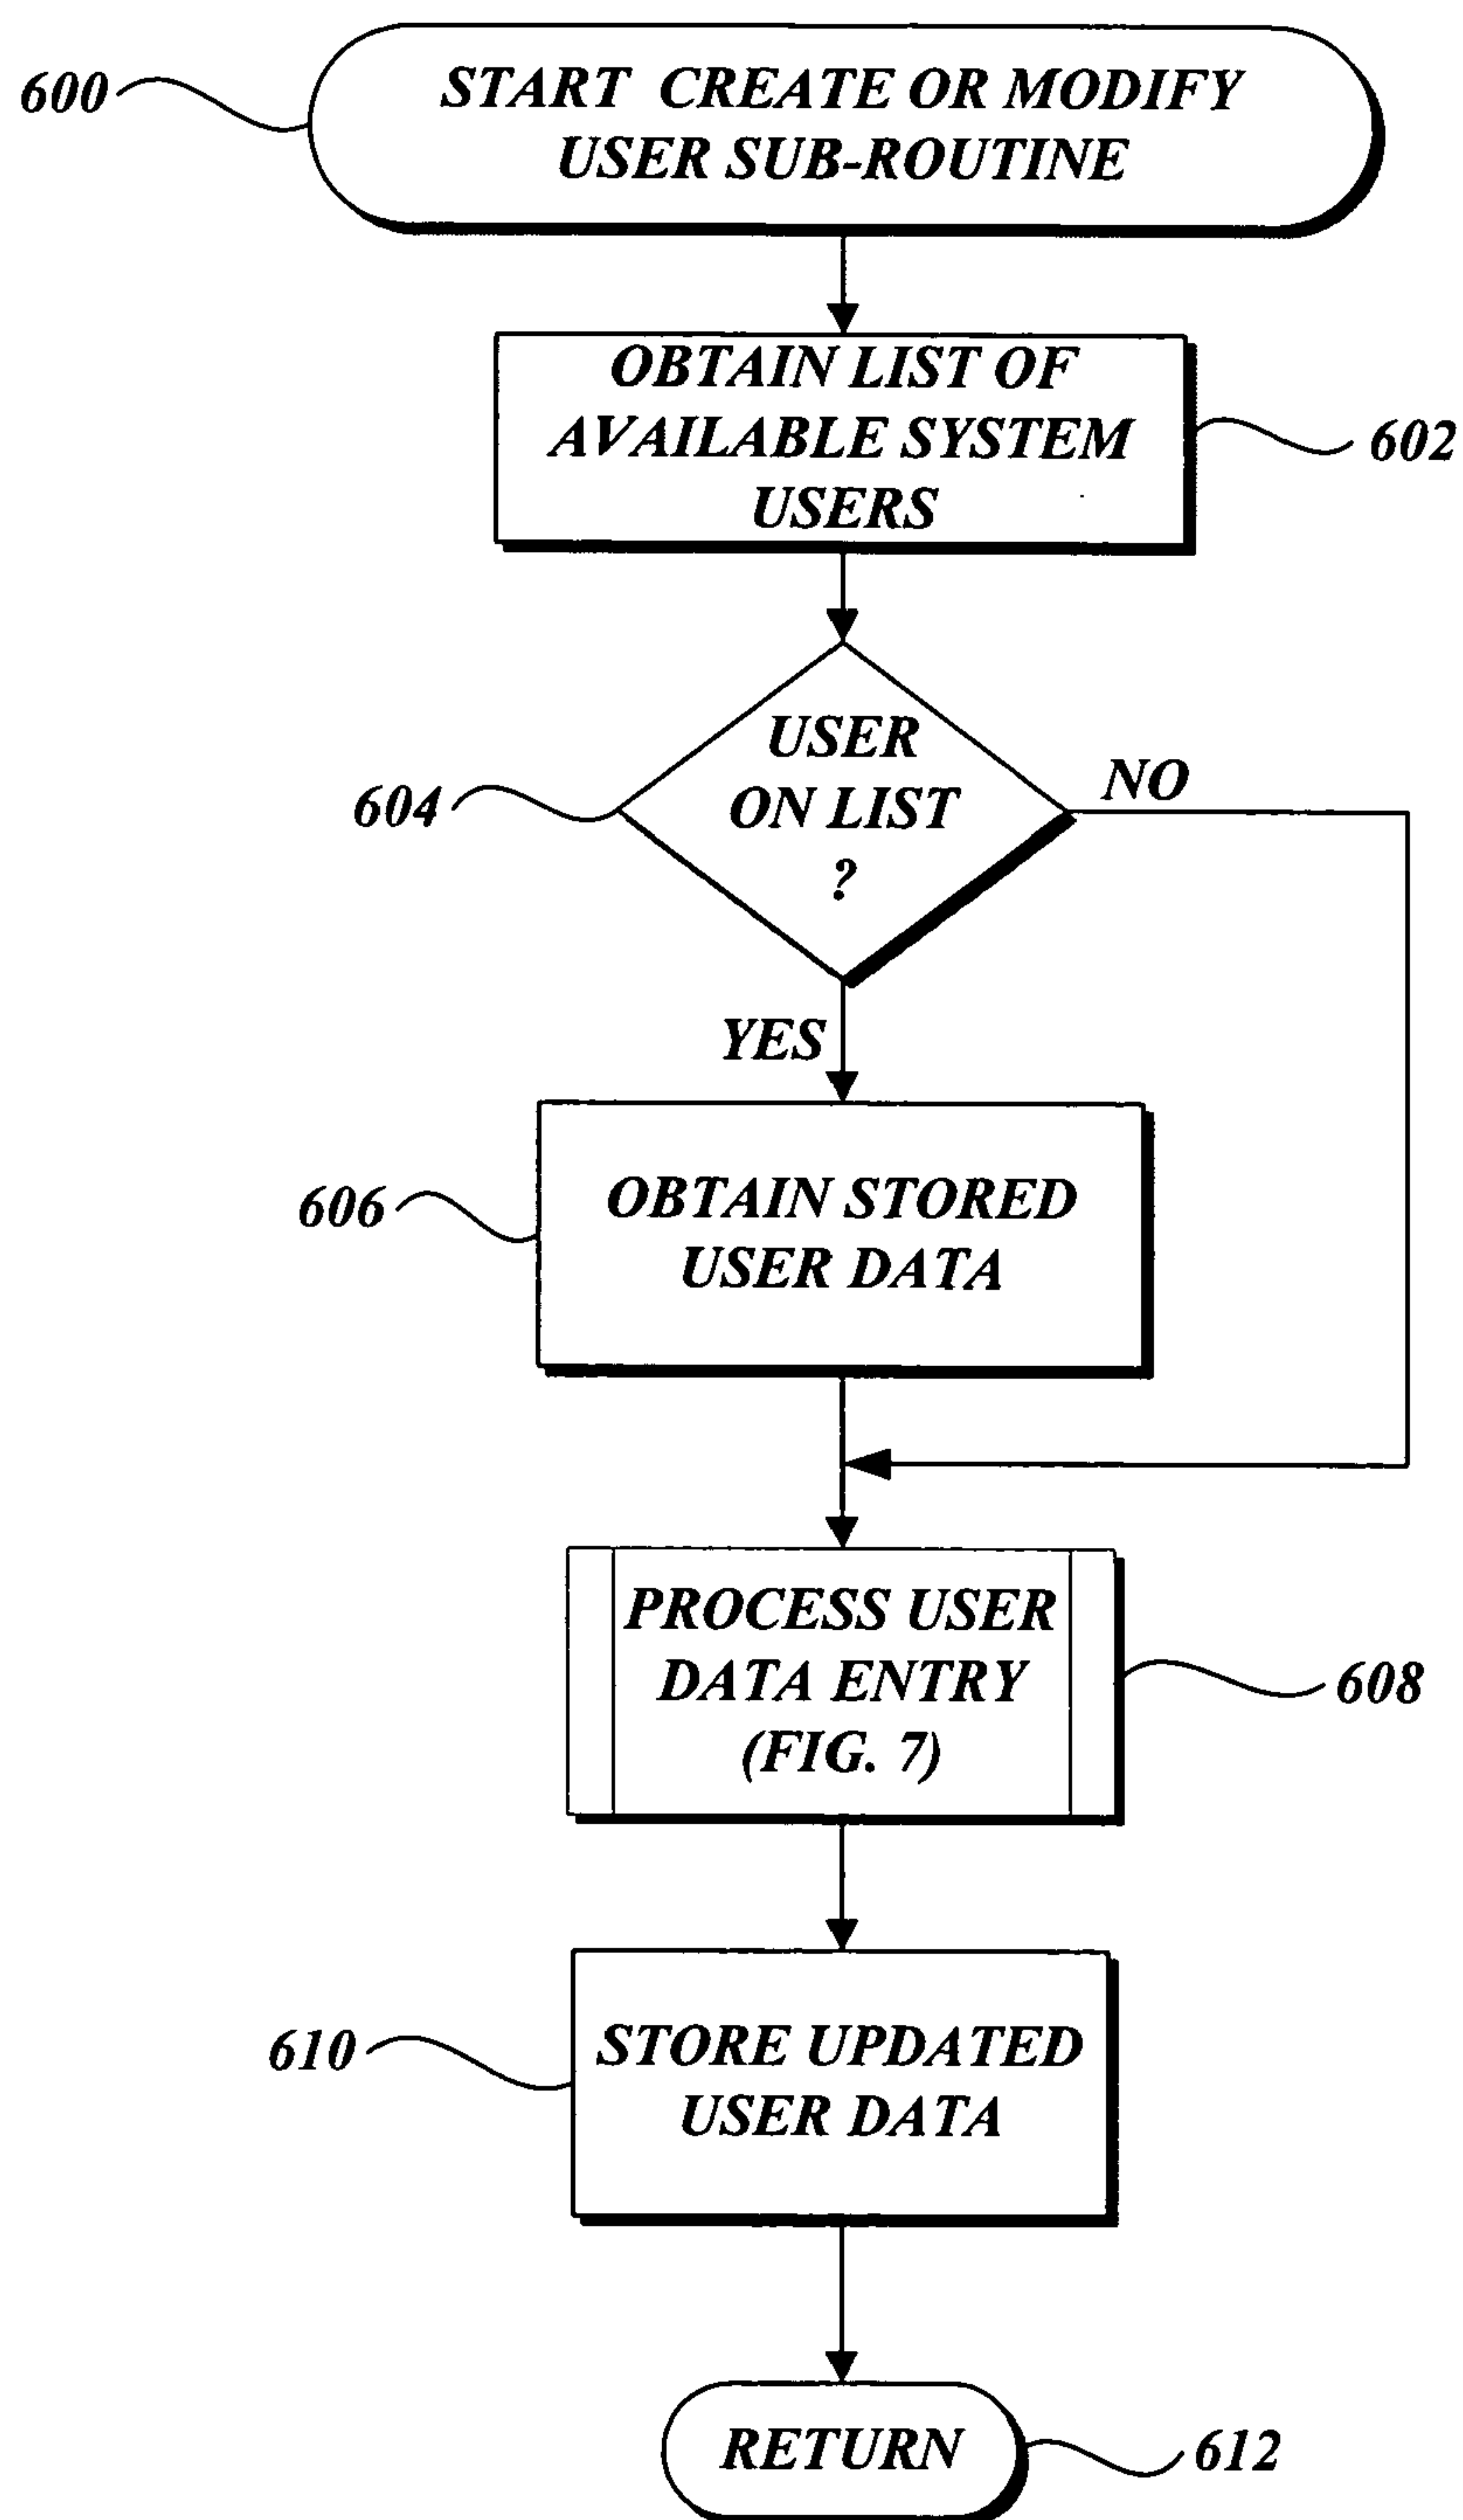 600
START CREATE OR MODIFY
USER SUB-ROUTINE
OBTAIN LIST OF
AVAILABLE SYSTEM
USERS
602
USER
ON LIST
?
604
NO
YES
606
OBTAIN STORED
USER DATA
PROCESS USER
DATA ENTRY
(FIG. 7)
608
610
STORE UPDATED
USER DATA
RETURN
612